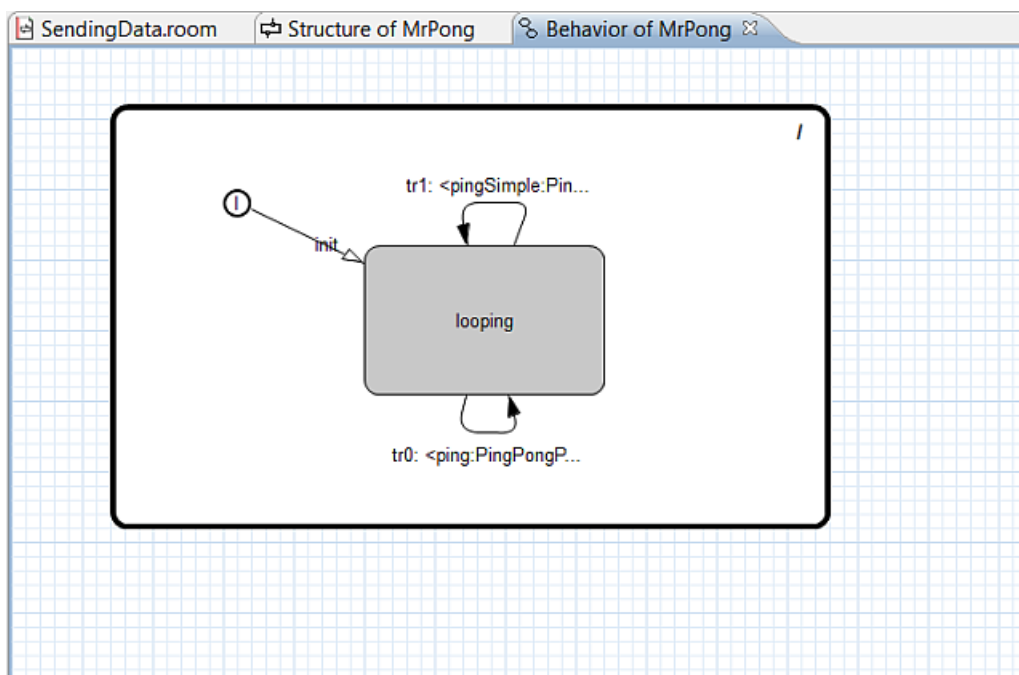 SendingData.room
Structure of MrPong
Behavior of MrPong
/
tr1: <pingSimple:Pin...
I
init
looping
tr0: <ping:PingPongP...